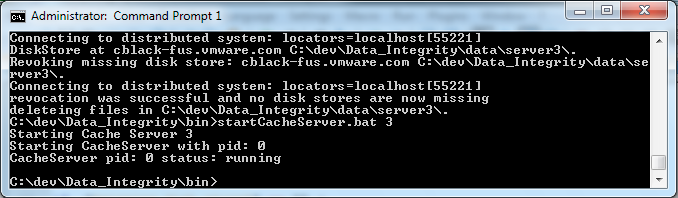 Administrator: Command Prompt 1
Connecting to distributed system: locators=localhost[55221]
DiskStore at cblack-fus.vmware.com C:\dev\Data_Integrity\data\server3\.
Revoking missing disk store: cblack-fus.vmware.com C:\dev\Data_Integrity\data\se
rver3\.
Connecting to distributed system: locators=localhost[55221]
revocation was successful and no disk stores are now missing
deleteing files in C:\dev\Data_Integrity\data\server3\.
C:\dev\Data_Integrity\bin>startCacheServer.bat 3
Starting Cache Server 3
Starting CacheServer with pid: 0
CacheServer pid: 0 status: running
C:\dev\Data_Integrity\bin>